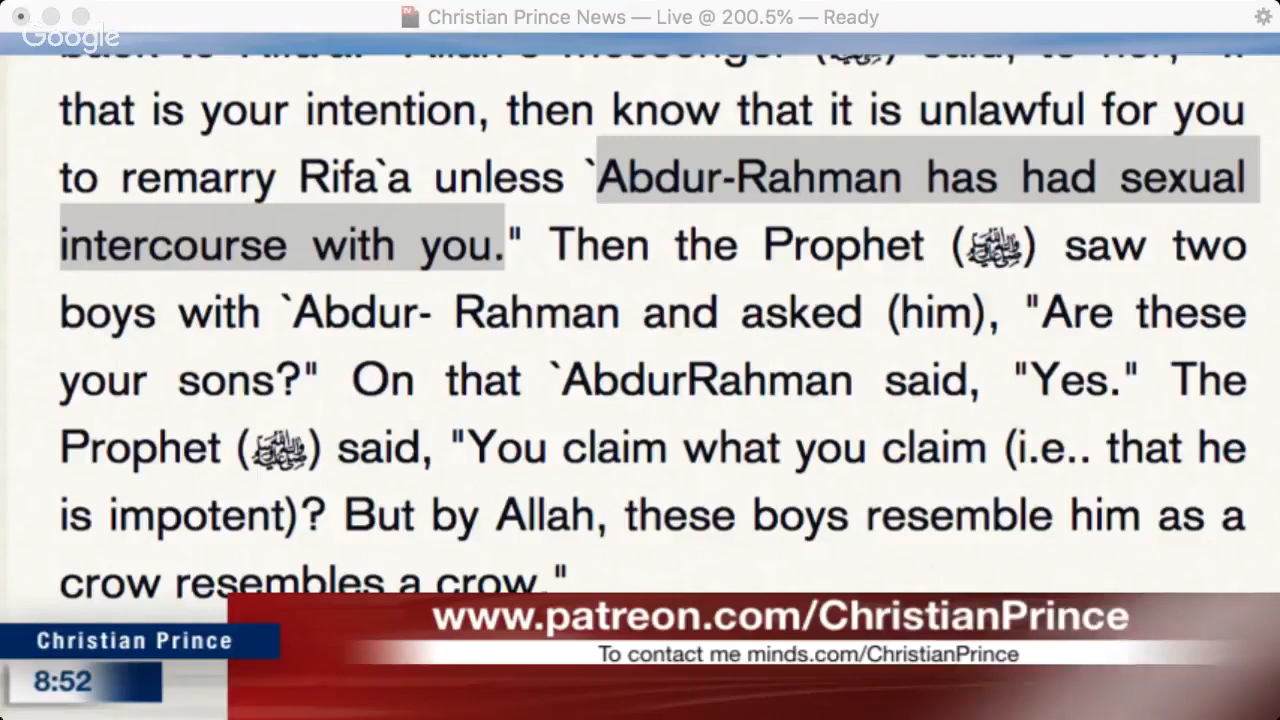 Christian Prince News — Live @ 200.5% — Ready
Google
that is your intention, then know that it is unlawful for you
to remarry Rifa`a unless `Abdur-Rahman has had sexual
intercourse with you." Then the Prophet (ﷺ) saw two
boys with `Abdur- Rahman and asked (him), "Are these
your sons?" On that `AbdurRahman said, "Yes." The
Prophet (ﷺ) said, "You claim what you claim (i.e.. that he
is impotent)? But by Allah, these boys resemble him as a
crow resembles a crow."
www.patreon.com/ChristianPrince
Christian Prince
To contact me minds.com/ChristianPrince
8:52